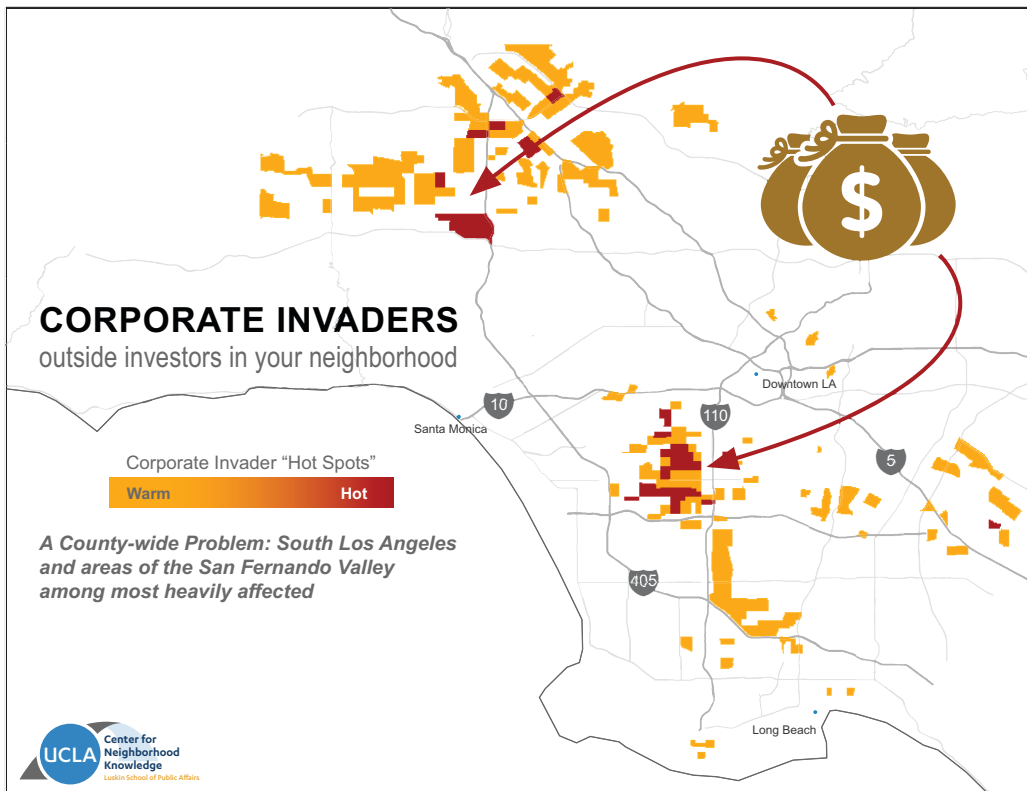 $
CORPORATE INVADERS
outside investors in your neighborhood
Downtown LA
10
110
Santa Monica
5
Corporate Invader “Hot Spots”
Warm
Hot
A County-wide Problem: South Los Angeles
and areas of the San Fernando Valley
among most heavily affected
405
Long Beach
UCLA
Center for
Neighborhood
Knowledge
Luskin School of Public Affairs